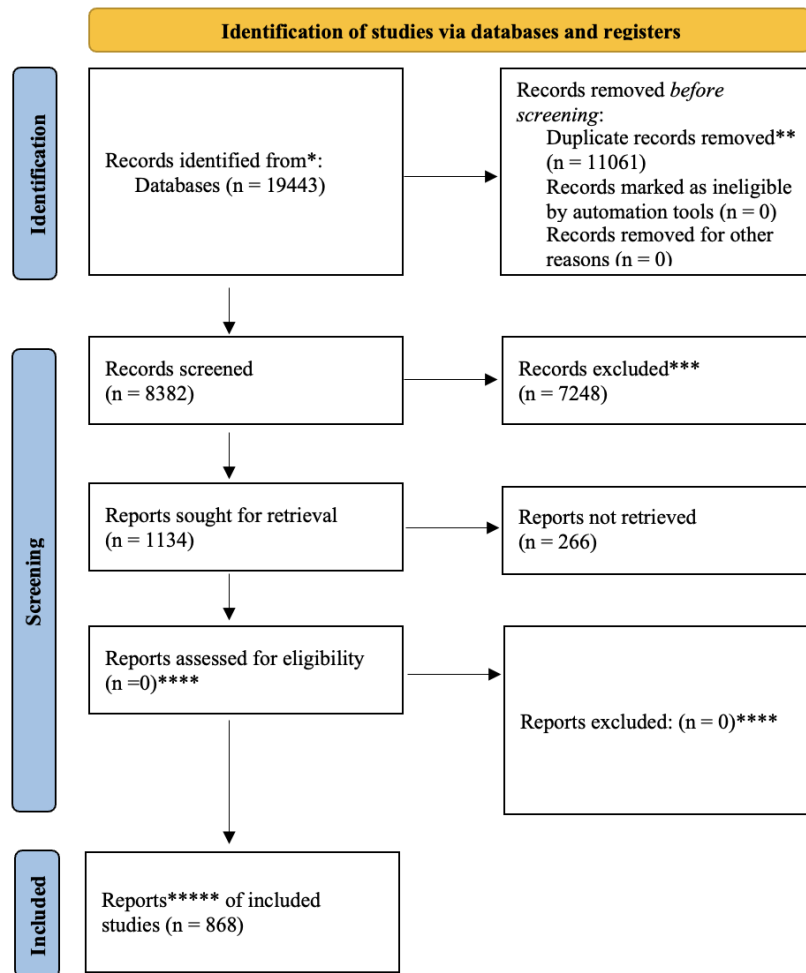 Identification of studies via databases and registers
Identification
Records identified from*:
Databases (n = 19443)
Records removed before
screening:
Duplicate records removed**
(n = 11061)
Records marked as ineligible
by automation tools (n = 0)
Records removed for other
reasons (n = 0)
Screening
Records screened
(n = 8382)
Records excluded***
(n = 7248)
Reports sought for retrieval
(n = 1134)
Reports not retrieved
(n = 266)
Reports assessed for eligibility
(n =0)****
Reports excluded: (n = 0)****
Included
Reports***** of included
studies (n = 868)